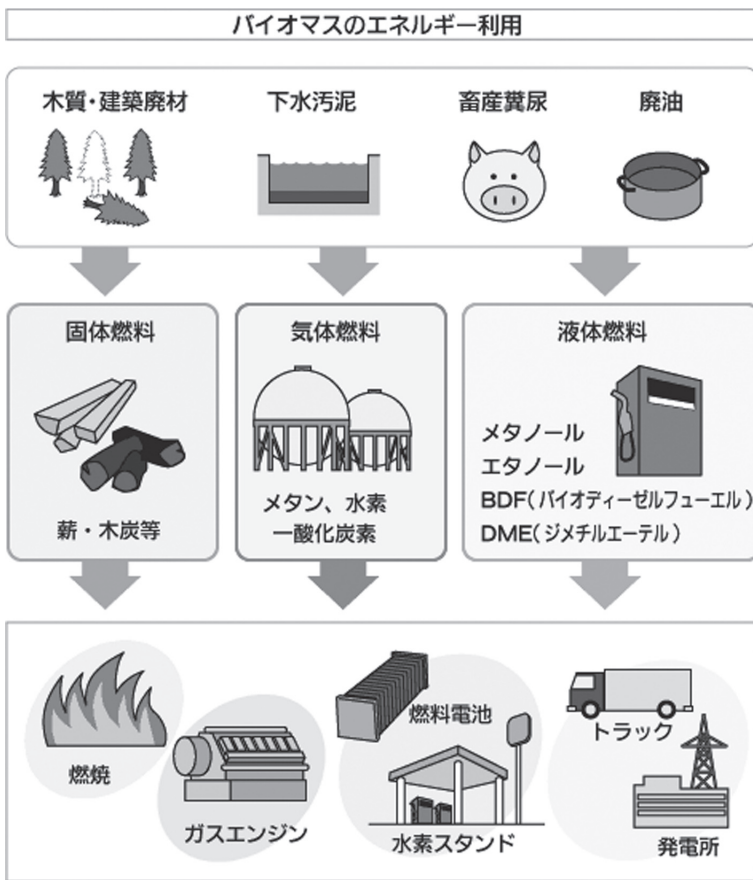 バイオマスのエネルギー利用
木質・建築廃材
下水汚泥
畜産糞尿
廃油
固体燃料
薪・木炭等
気体燃料
メタン、水素
一酸化炭素
液体燃料
メタノール
エタノール
BDF(バイオディーゼルフューエル)
DME(ジメチルエーテル)
燃焼
ガスエンジン
燃料電池
水素スタンド
トラック
発電所